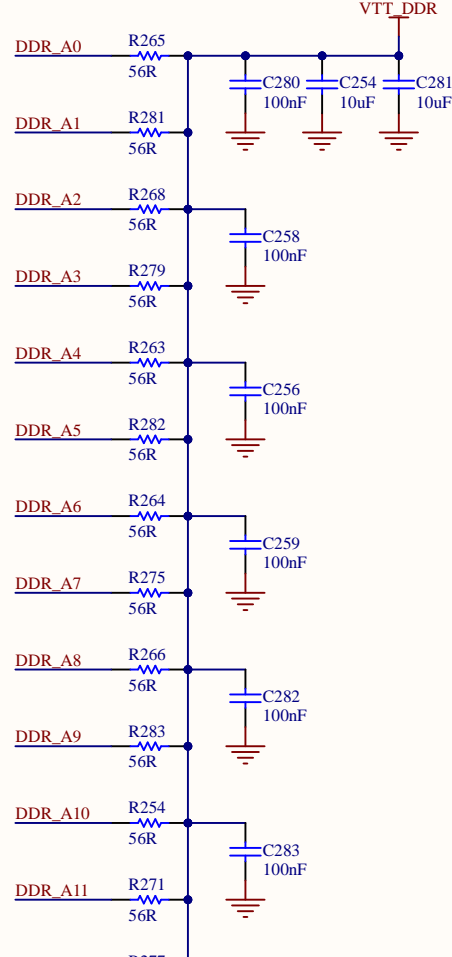 VTT_DDR
DDR_A0
R265
56R
C280
100nF
C254
10uF
C281
10uF
DDR_A1
R281
56R
DDR_A2
R268
56R
C258
100nF
DDR_A3
R279
56R
DDR_A4
R263
56R
C256
100nF
DDR_A5
R282
56R
DDR_A6
R264
56R
C259
100nF
DDR_A7
R275
56R
DDR_A8
R266
56R
C282
100nF
DDR_A9
R283
56R
DDR_A10
R254
56R
C283
100nF
DDR_A11
R271
56R